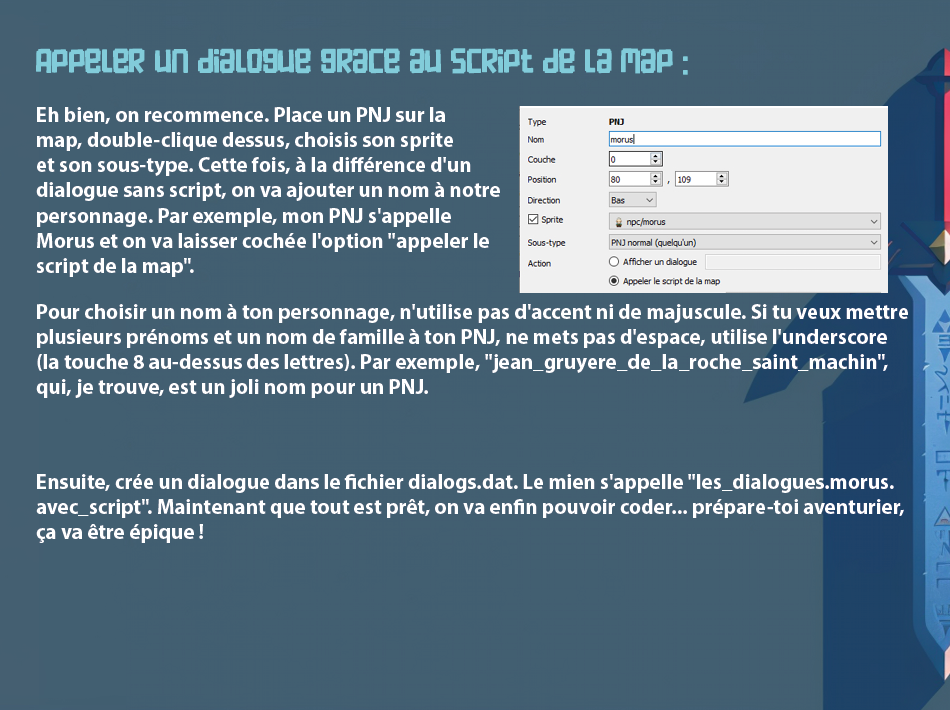 Appeler un dialogue grace au script de la map :
Eh bien, on recommence. Place un PNJ sur la
map, double-clique dessus, choisis son sprite
et son sous-type. Cette fois, à la différence d'un
dialogue sans script, on va ajouter un nom à notre
personnage. Par exemple, mon PNJ s'appelle
Morus et on va laisser cochée l'option "appeler le
script de la map".
Type PNJ
Nom morus
Couche 0
Position 80 , 109
Direction Bas
Sprite npc/morus
Sous-type PNJ normal (quelqu'un)
Action Afficher un dialogue
Appeler le script de la map
Pour choisir un nom à ton personnage, n'utilise pas d'accent ni de majuscule. Si tu veux mettre
plusieurs prénoms et un nom de famille à ton PNJ, ne mets pas d'espace, utilise l'underscore
(la touche 8 au-dessus des lettres). Par exemple, "jean_gruyere_de_la_roche_saint_machin",
qui, je trouve, est un joli nom pour un PNJ.
Ensuite, crée un dialogue dans le fichier dialogs.dat. Le mien s'appelle "les_dialogues.morus.
avec_script". Maintenant que tout est prêt, on va enfin pouvoir coder... prépare-toi aventurier,
ça va être épique !